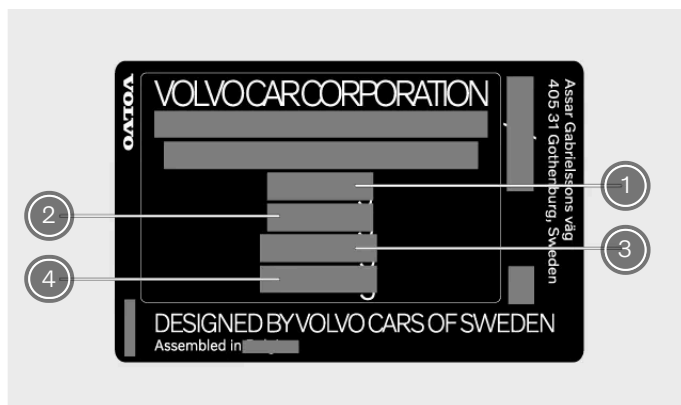 VOLVO
VOLVO CAR CORPORATION
Assar Gabrielssons väg
405 31 Gothenburg, Sweden
1
2
3
4
DESIGNED BY VOLVO CARS OF SWEDEN
Assembled in